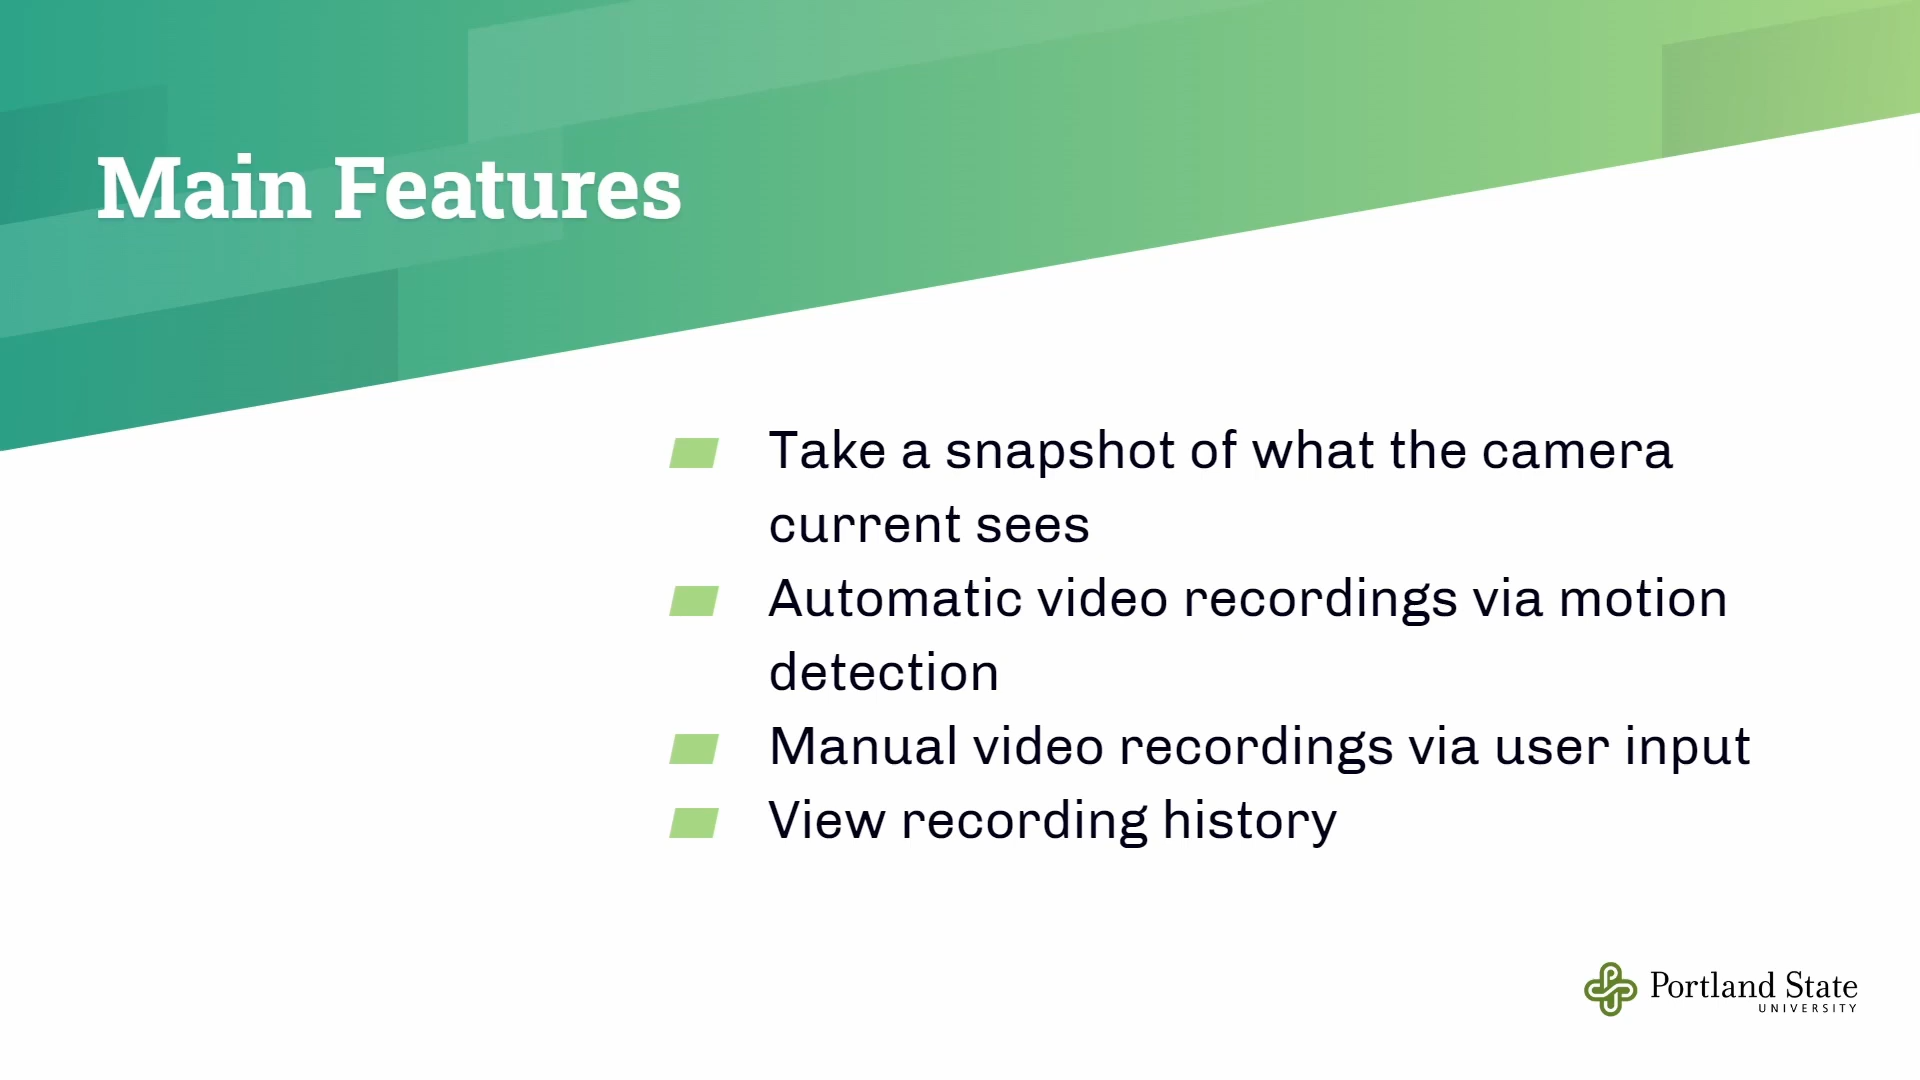 Main Features
Take a snapshot of what the camera
current sees
Automatic video recordings via motion
detection
Manual video recordings via user input
View recording history
Portland State
UNIVERSITY